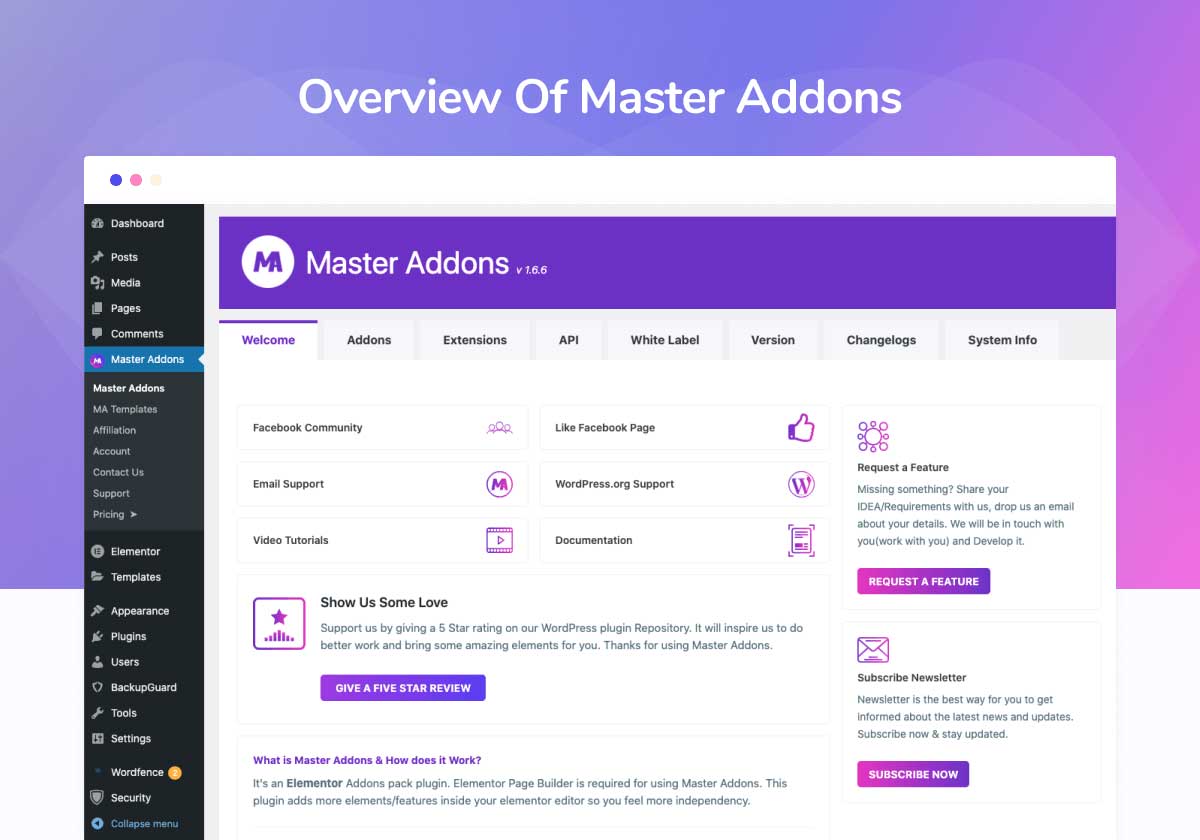 Overview Of Master Addons
Dashboard
Posts
Media
Pages
Comments
Master Addons
Master Addons
MA Templates
Affiliation
Account
Contact Us
Support
Pricing ➤
Elementor
Templates
Appearance
Plugins
Users
BackupGuard
Tools
Settings
Wordfence 2
Security
Collapse menu
MA Master Addons v 1.6.6
Welcome
Addons
Extensions
API
White Label
Version
Changelogs
System Info
Facebook Community
Like Facebook Page
Email Support
WordPress.org Support
Video Tutorials
Documentation
Show Us Some Love
Support us by giving a 5 Star rating on our WordPress plugin Repository. It will inspire us to do
better work and bring some amazing elements for you. Thanks for using Master Addons.
GIVE A FIVE STAR REVIEW
What is Master Addons & How does it Work?
It's an Elementor Addons pack plugin. Elementor Page Builder is required for using Master Addons. This
plugin adds more elements/features inside your elementor editor so you feel more independency.
Request a Feature
Missing something? Share your
IDEA/Requirements with us, drop us an email
about your details. We will be in touch with
you(work with you) and Develop it.
REQUEST A FEATURE
Subscribe Newsletter
Newsletter is the best way for you to get
informed about the latest news and updates.
Subscribe now & stay updated.
SUBSCRIBE NOW